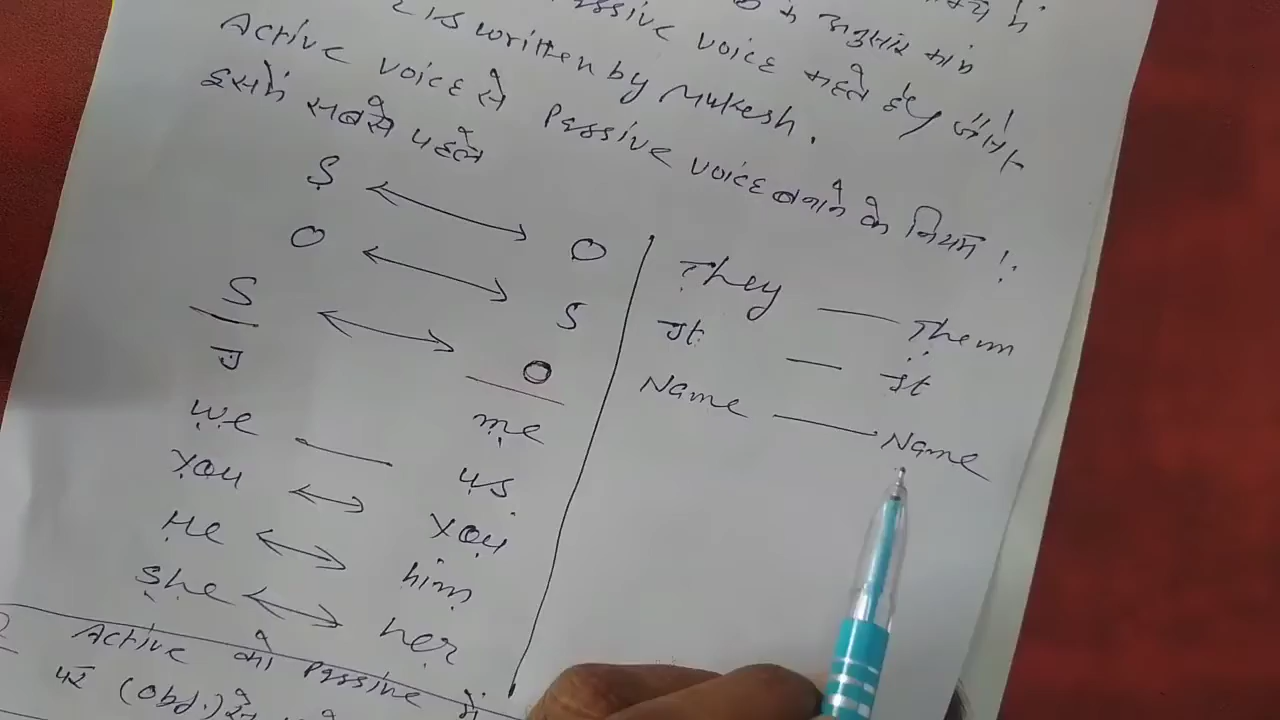 Passive voice कहते हैं। जैसे
is written by Mukesh.
Active voice से Passive voice बनाने के नियम :
इसमें सबसे पहले
S ↔ O
O ↔ S
S ↔ O
I me
we — us
You ↔ You
He ↔ him
she ↔ her
They — Them
It — It
Name — Name
2 Active को Passive में
पर (Obj.)